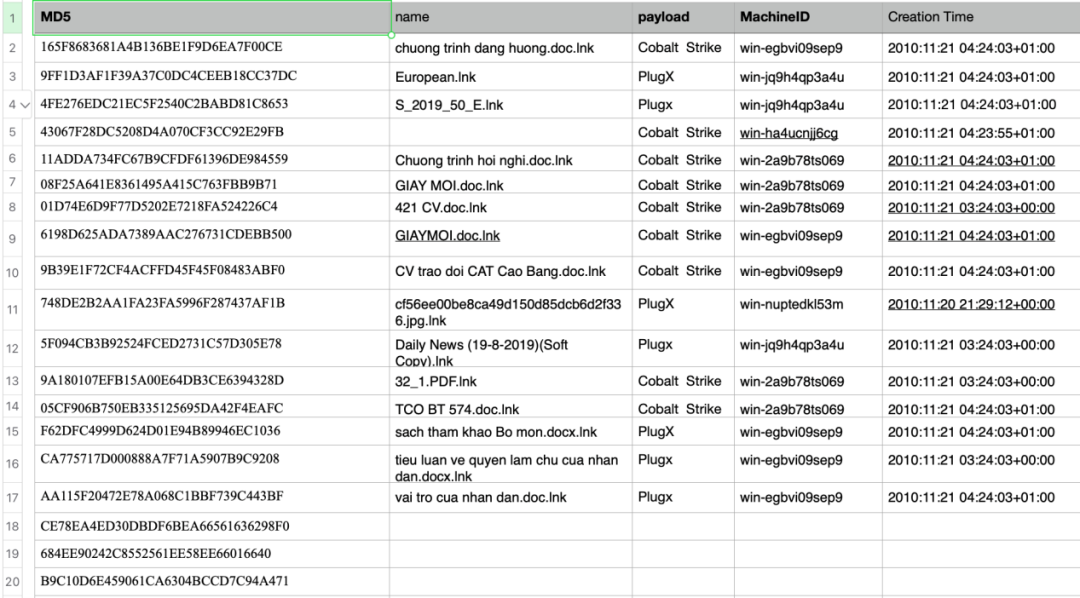 1 MD5 name payload MachineID Creation Time
2 165F8683681A4B136BE1F9D6EA7F00CE chuong trinh dang huong.doc.lnk Cobalt Strike win-egbvi09sep9 2010:11:21 04:24:03+01:00
3 9FF1D3AF1F39A37C0DC4CEEB18CC37DC European.lnk PlugX win-jq9h4qp3a4u 2010:11:21 04:24:03+01:00
4 4FE276EDC21EC5F2540C2BABD81C8653 S_2019_50_E.lnk Plugx win-jq9h4qp3a4u 2010:11:21 04:24:03+01:00
5 43067F28DC5208D4A070CF3CC92E29FB Cobalt Strike win-ha4ucnjj6cg 2010:11:21 04:23:55+01:00
6 11ADDA734FC67B9CFDF61396DE984559 Chuong trinh hoi nghi.doc.lnk Cobalt Strike win-2a9b78ts069 2010:11:21 04:24:03+01:00
7 08F25A641E8361495A415C763FBB9B71 GIAY MOI.doc.lnk Cobalt Strike win-2a9b78ts069 2010:11:21 04:24:03+01:00
8 01D74E6D9F77D5202E7218FA524226C4 421 CV.doc.lnk Cobalt Strike win-2a9b78ts069 2010:11:21 03:24:03+00:00
9 6198D625ADA7389AAC276731CDEBB500 GIAYMOI.doc.lnk Cobalt Strike win-egbvi09sep9 2010:11:21 04:24:03+01:00
10 9B39E1F72CF4ACFFD45F45F08483ABF0 CV trao doi CAT Cao Bang.doc.lnk Cobalt Strike win-egbvi09sep9 2010:11:21 04:24:03+01:00
11 748DE2B2AA1FA23FA5996F287437AF1B cf56ee00be8ca49d150d85dcb6d2f33 PlugX win-nuptedkl53m 2010:11:20 21:29:12+00:00
6.jpg.lnk
12 5F094CB3B92524FCED2731C57D305E78 Daily News (19-8-2019)(Soft Plugx win-jq9h4qp3a4u 2010:11:21 03:24:03+00:00
Copy).lnk
13 9A180107EFB15A00E64DB3CE6394328D 32_1.PDF.lnk Cobalt Strike win-2a9b78ts069 2010:11:21 03:24:03+00:00
14 05CF906B750EB335125695DA42F4EAFC TCO BT 574.doc.lnk Cobalt Strike win-2a9b78ts069 2010:11:21 04:24:03+01:00
15 F62DFC4999D624D01E94B89946EC1036 sach tham khao Bo mon.docx.lnk PlugX win-egbvi09sep9 2010:11:21 04:24:03+01:00
16 CA775717D000888A7F71A5907B9C9208 tieu luan ve quyen lam chu cua nhan Plugx win-egbvi09sep9 2010:11:21 03:24:03+00:00
dan.docx.lnk
17 AA115F20472E78A068C1BBF739C443BF vai tro cua nhan dan.doc.lnk Plugx win-egbvi09sep9 2010:11:21 04:24:03+01:00
18 CE78EA4ED30DBDF6BEA66561636298F0
19 684EE90242C8552561EE58EE66016640
20 B9C10D6E459061CA6304BCCD7C94A471